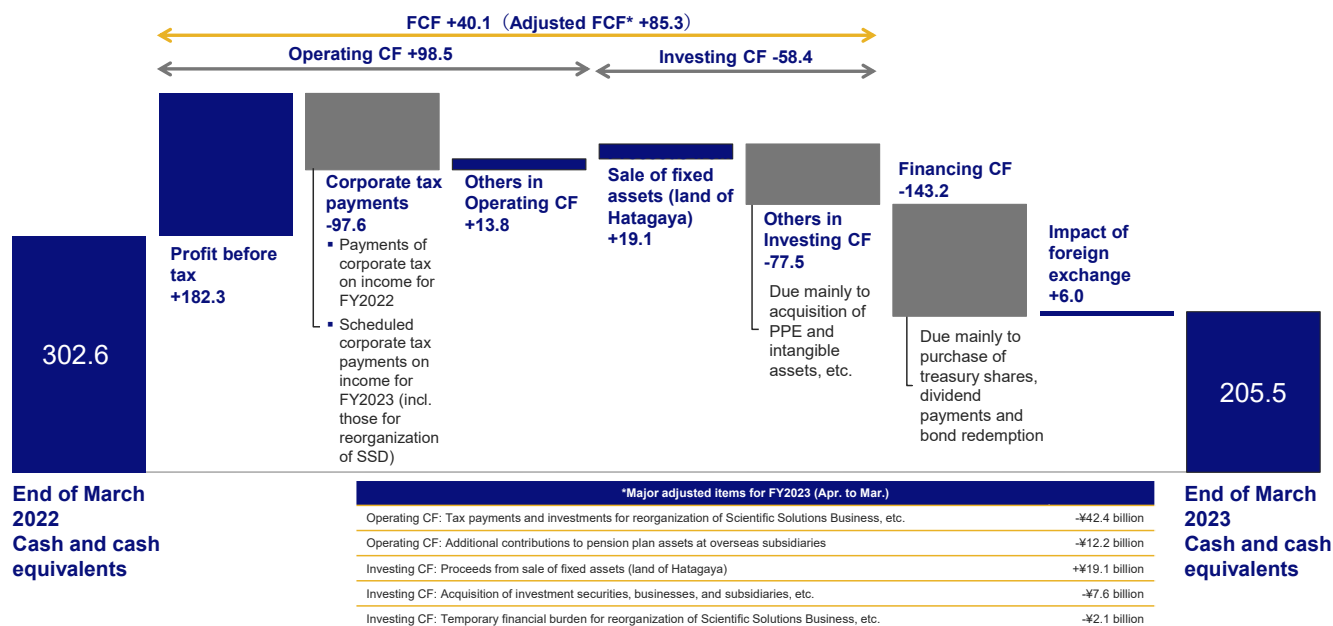 FCF +40.1（Adjusted FCF* +85.3)
Operating CF +98.5
Investing CF -58.4
302.6
End of March
2022
Cash and cash
equivalents
Profit before
tax
+182.3
Corporate tax
payments
-97.6
▪ Payments of
corporate tax
on income for
FY2022
▪ Scheduled
corporate tax
payments on
income for
FY2023 (incl.
those for
reorganization
of SSD)
Others in
Operating CF
+13.8
Sale of fixed
assets (land of
Hatagaya)
+19.1
Others in
Investing CF
-77.5
Due mainly to
acquisition of
PPE and
intangible
assets, etc.
Financing CF
-143.2
Due mainly to
purchase of
treasury shares,
dividend
payments and
bond redemption
Impact of
foreign
exchange
+6.0
205.5
End of March
2023
Cash and cash
equivalents
*Major adjusted items for FY2023 (Apr. to Mar.)
Operating CF: Tax payments and investments for reorganization of Scientific Solutions Business, etc. -¥42.4 billion
Operating CF: Additional contributions to pension plan assets at overseas subsidiaries -¥12.2 billion
Investing CF: Proceeds from sale of fixed assets (land of Hatagaya) +¥19.1 billion
Investing CF: Acquisition of investment securities, businesses, and subsidiaries, etc. -¥7.6 billion
Investing CF: Temporary financial burden for reorganization of Scientific Solutions Business, etc. -¥2.1 billion